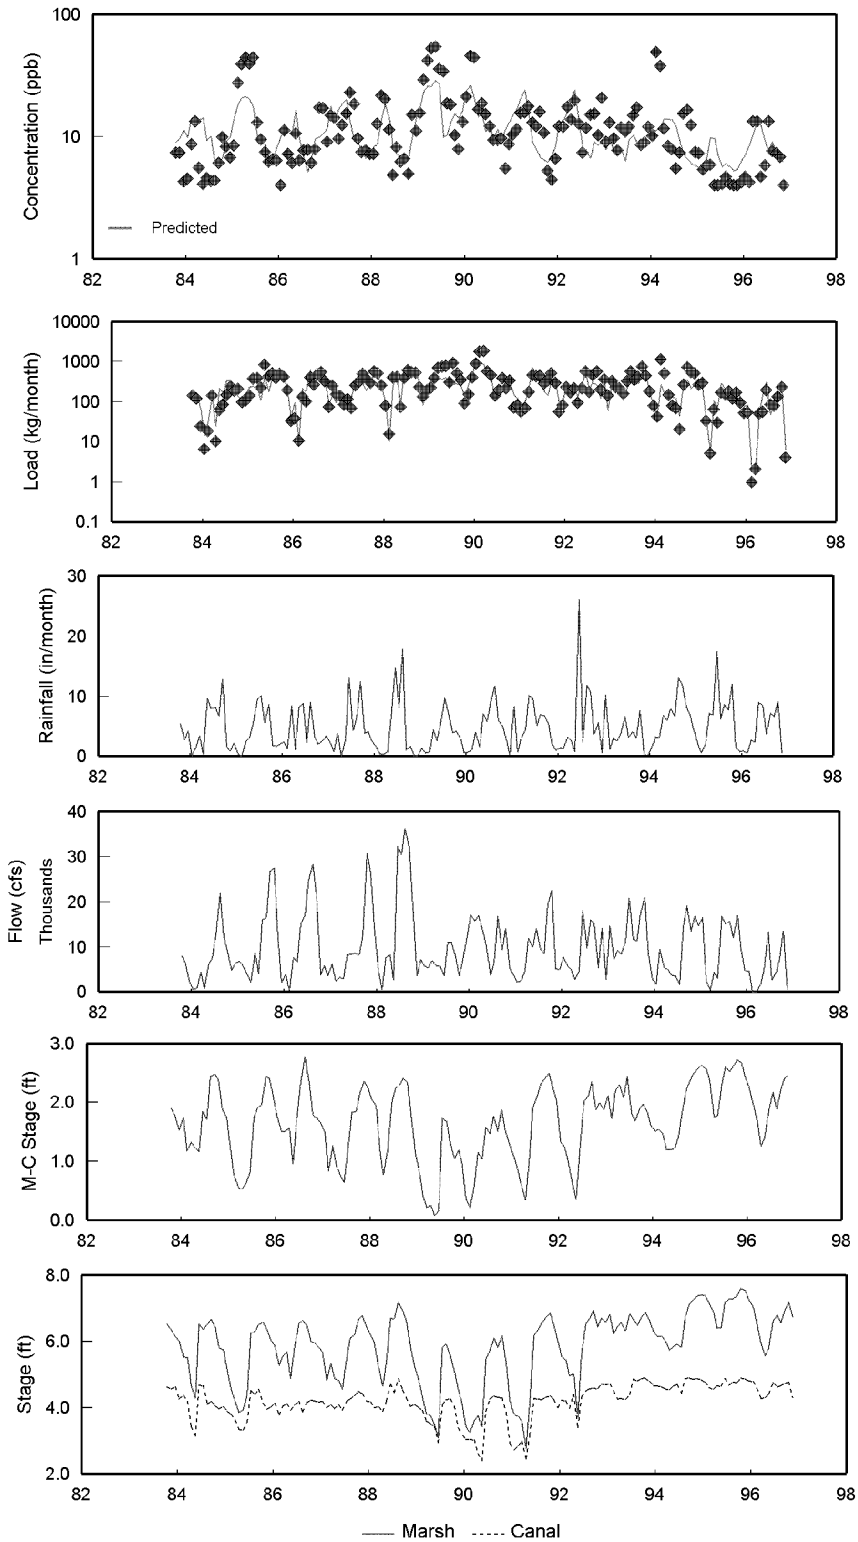 Concentration (ppb)
100
10
1
Predicted
82 84 86 88 90 92 94 96 98
Load (kg/month)
10000
1000
100
10
1
0.1
82 84 86 88 90 92 94 96 98
Rainfall (in/month)
30
20
10
0
82 84 86 88 90 92 94 96 98
Flow (cfs)
Thousands
40
30
20
10
0
82 84 86 88 90 92 94 96 98
M-C Stage (ft)
3.0
2.0
1.0
0.0
82 84 86 88 90 92 94 96 98
Stage (ft)
8.0
6.0
4.0
2.0
82 84 86 88 90 92 94 96 98
Marsh Canal